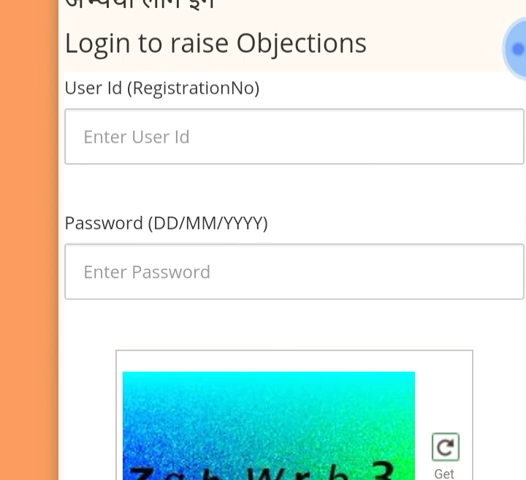 Login to raise Objections
User Id (RegistrationNo)
Enter User Id
Password (DD/MM/YYYY)
Enter Password
Get